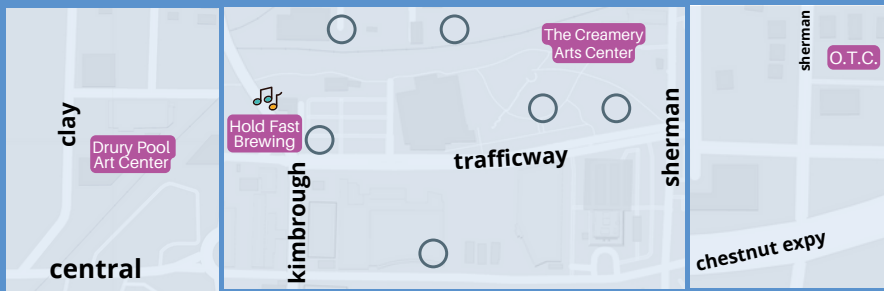 clay
Drury Pool
Art Center
central
Hold Fast
Brewing
kimbrough
The Creamery
Arts Center
trafficway
sherman
sherman
O.T.C.
chestnut expy